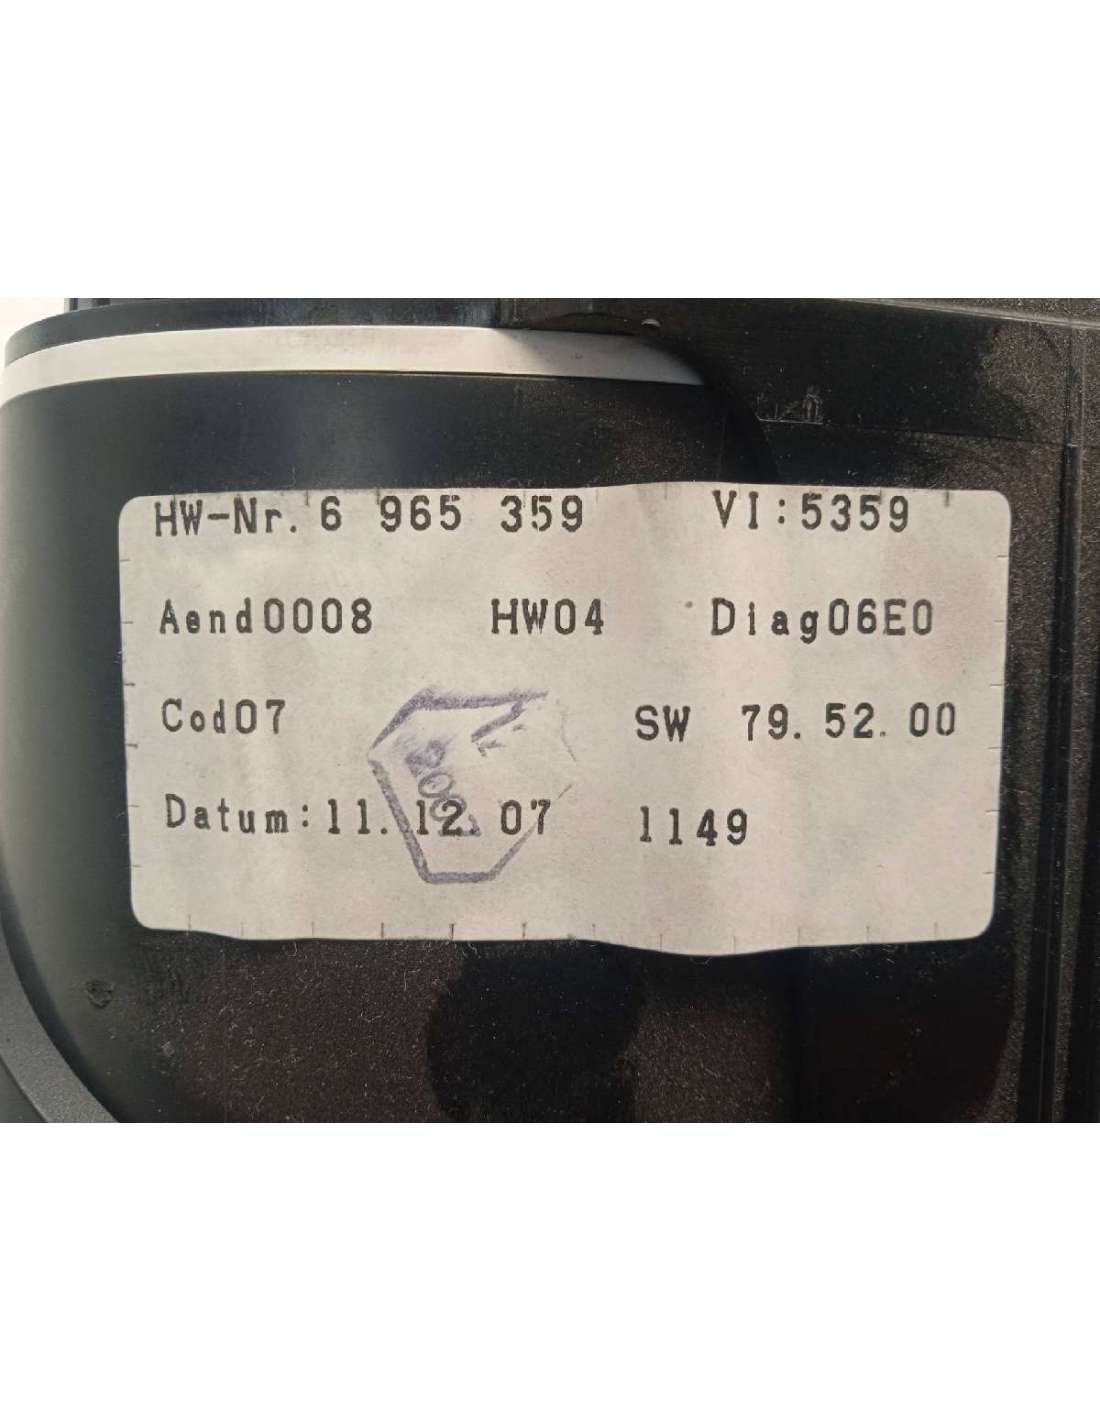 HW-Nr. 6 965 359 VI:5359
Aend0008 HW04 Diag06E0
Cod07 SW 79.52.00
Datum:11.12.07 1149